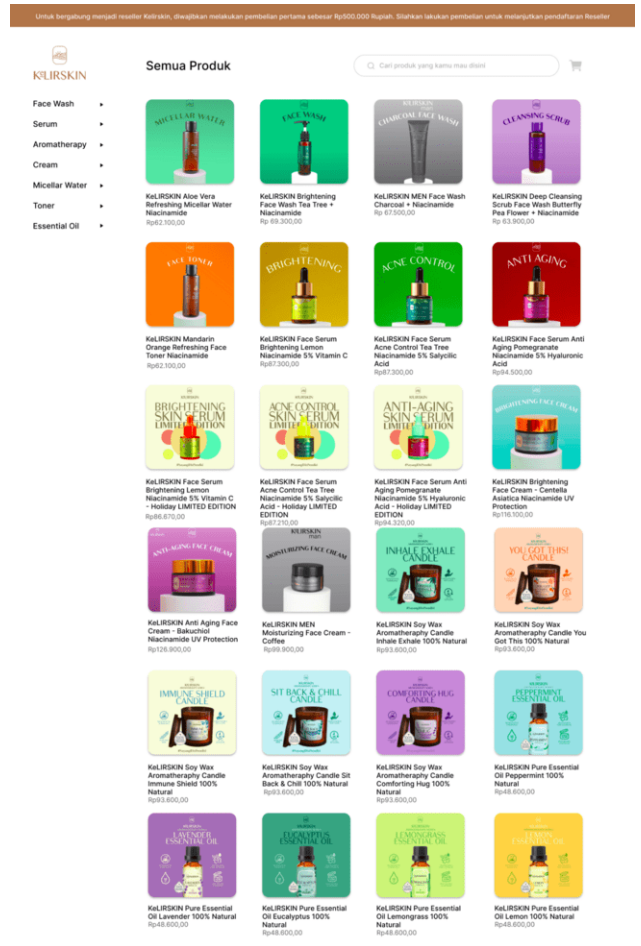 Untuk bergabung menjadi reseller Kelirskin, diwajibkan melakukan pembelian pertama sebesar Rp500.000 Rupiah. Silahkan lakukan pembelian untuk melanjutkan pendaftaran Reseller
KELIRSKIN
Semua Produk
Cari produk yang kamu mau disini
Face Wash
Serum
Aromatherapy
Cream
Micellar Water
Toner
Essential Oil
MICELLAR WATER
KeLIRSKIN Aloe Vera
Refreshing Micellar Water
Niacinamide
Rp62.100,00
FACE WASH
KeLIRSKIN Brightening
Face Wash Tea Tree +
Niacinamide
Rp 69.300,00
KELIRSKIN
man
CHARCOAL FACE WASH
KeLIRSKIN MEN Face Wash
Charcoal + Niacinamide
Rp 67.500,00
CLEANSING SCRUB
KeLIRSKIN Deep Cleansing
Scrub Face Wash Butterfly
Pea Flower + Niacinamide
Rp 63.900,00
FACE TONER
KeLIRSKIN Mandarin
Orange Refreshing Face
Toner Niacinamide
Rp62.100,00
BRIGHTENING
KeLIRSKIN Face Serum
Brightening Lemon
Niacinamide 5% Vitamin C
Rp87.300,00
ACNE CONTROL
KeLIRSKIN Face Serum
Acne Control Tea Tree
Niacinamide 5% Salycilic
Acid
Rp87.300,00
ANTI AGING
KeLIRSKIN Face Serum Anti
Aging Pomegranate
Niacinamide 5% Hyaluronic
Acid
Rp94.500,00
BRIGHTENING
SKIN SERUM
LIMITED EDITION
KeLIRSKIN Face Serum
Brightening Lemon
Niacinamide 5% Vitamin C
- Holiday LIMITED EDITION
Rp86.670,00
ACNE CONTROL
SKIN SERUM
LIMITED EDITION
KeLIRSKIN Face Serum
Acne Control Tea Tree
Niacinamide 5% Salycilic
Acid - Holiday LIMITED
EDITION
Rp87.210,00
ANTI-AGING
SKIN SERUM
LIMITED EDITION
KeLIRSKIN Face Serum Anti
Aging Pomegranate
Niacinamide 5% Hyaluronic
Acid - Holiday LIMITED
EDITION
Rp94.320,00
BRIGHTENING FACE CREAM
KeLIRSKIN Brightening
Face Cream - Centella
Asiatica Niacinamide UV
Protection
Rp116.100,00
ANTI-AGING FACE CREAM
KeLIRSKIN Anti Aging Face
Cream - Bakuchiol
Niacinamide UV Protection
Rp126.900,00
KELIRSKIN
man
MOISTURIZING FACE CREAM
KeLIRSKIN MEN
Moisturizing Face Cream -
Coffee
Rp99.900,00
INHALE EXHALE
CANDLE
KeLIRSKIN Soy Wax
Aromatheraphy Candle
Inhale Exhale 100% Natural
Rp93.600,00
YOU GOT THIS!
CANDLE
KeLIRSKIN Soy Wax
Aromatheraphy Candle You
Got This 100% Natural
Rp93.600,00
IMMUNE SHIELD
CANDLE
KeLIRSKIN Soy Wax
Aromatheraphy Candle
Immune Shield 100%
Natural
Rp93.600,00
SIT BACK & CHILL
CANDLE
KeLIRSKIN Soy Wax
Aromatheraphy Candle Sit
Back & Chill 100% Natural
Rp93.600,00
COMFORTING HUG
CANDLE
KeLIRSKIN Soy Wax
Aromatheraphy Candle
Comforting Hug 100%
Natural
Rp93.600,00
PEPPERMINT
ESSENTIAL OIL
KeLIRSKIN Pure Essential
Oil Peppermint 100%
Natural
Rp48.600,00
LAVENDER
ESSENTIAL OIL
KeLIRSKIN Pure Essential
Oil Lavender 100% Natural
Rp48.600,00
EUCALYPTUS
ESSENTIAL OIL
KeLIRSKIN Pure Essential
Oil Eucalyptus 100%
Natural
Rp48.600,00
LEMONGRASS
ESSENTIAL OIL
KeLIRSKIN Pure Essential
Oil Lemongrass 100%
Natural
Rp48.600,00
LEMON
ESSENTIAL OIL
KeLIRSKIN Pure Essential
Oil Lemon 100% Natural
Rp48.600,00